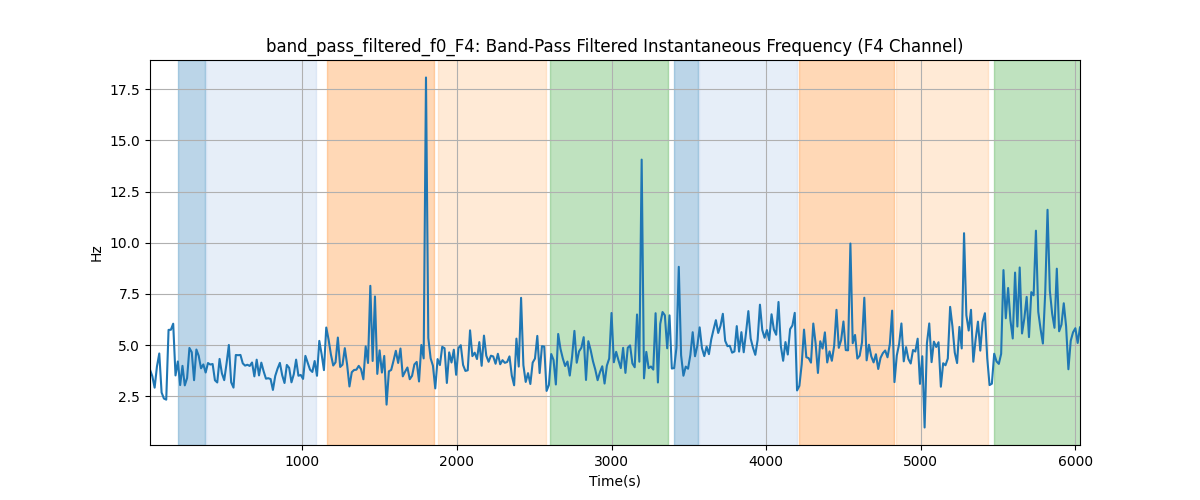 band_pass_filtered_f0_F4: Band-Pass Filtered Instantaneous Frequency (F4 Channel)
17.5
15.0
12.5
10.0
7.5
5.0
2.5
Hz
1000 2000 3000 4000 5000 6000
Time(s)